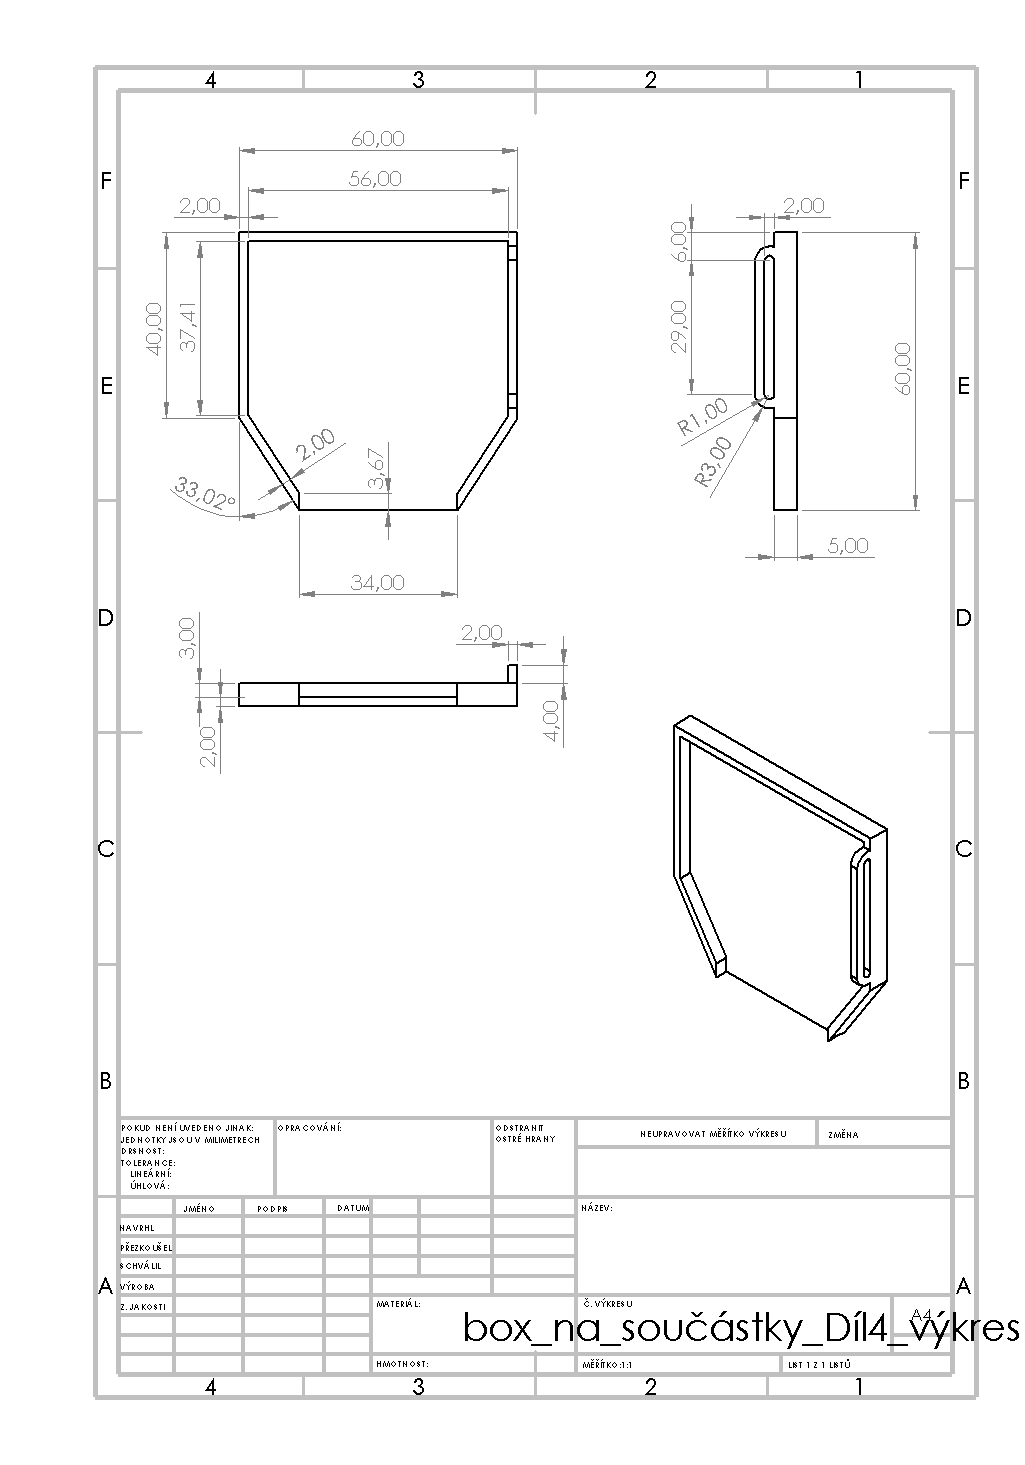 4 3 2 1
F F
60,00
56,00
2,00 2,00
6,00
40,00 37,41 29,00 60,00
E E
R1,00
2,00 3,67 R3,00
33,02°
5,00
34,00
D D
3,00 2,00
2,00 4,00
C C
B B
POKUD NENÍ UVEDENO JINAK: OPRACOVÁNÍ: ODSTRANIT NEUPRAVOVAT MĚŘÍTKO VÝKRESU ZMĚNA
JEDNOTKY JSOU V MILIMETRECH OSTRÉ HRANY
DRSNOST:
TOLERANCE:
LINEÁRNÍ:
ÚHLOVÁ:
JMÉNO PODPIS DATUM NÁZEV:
NAVRHL
PŘEZKOUŠEL
SCHVÁLIL
VÝROBA
A A
Z. JAKOSTI MATERIÁL: Č. VÝKRESU
A4
box_na_součástky_Díl4_výkres
HMOTNOST: MĚŘÍTKO:1:1 LIST 1 Z 1 LISTŮ
4 3 2 1